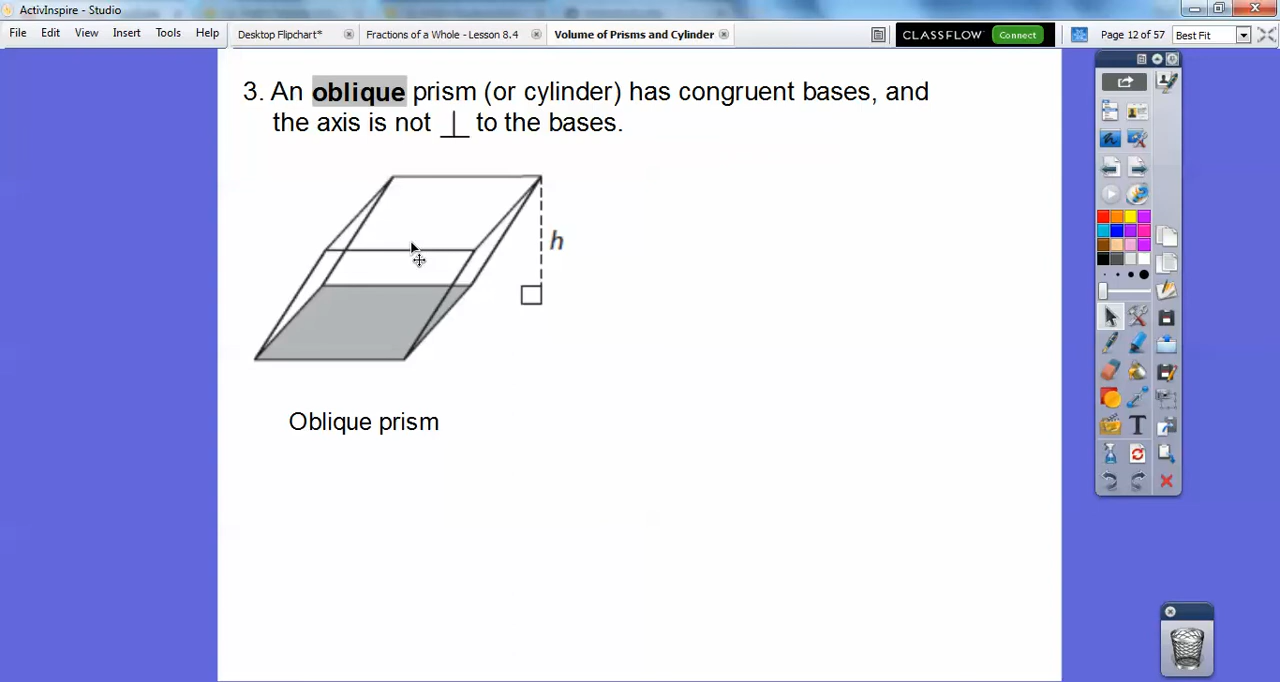 ActivInspire - Studio
File Edit View Insert Tools Help Desktop Flipchart* Fractions of a Whole - Lesson 8.4 Volume of Prisms and Cylinder CLASSFLOW Connect Page 12 of 57 Best Fit
3. An oblique prism (or cylinder) has congruent bases, and
the axis is not ⊥ to the bases.
h
Oblique prism
T